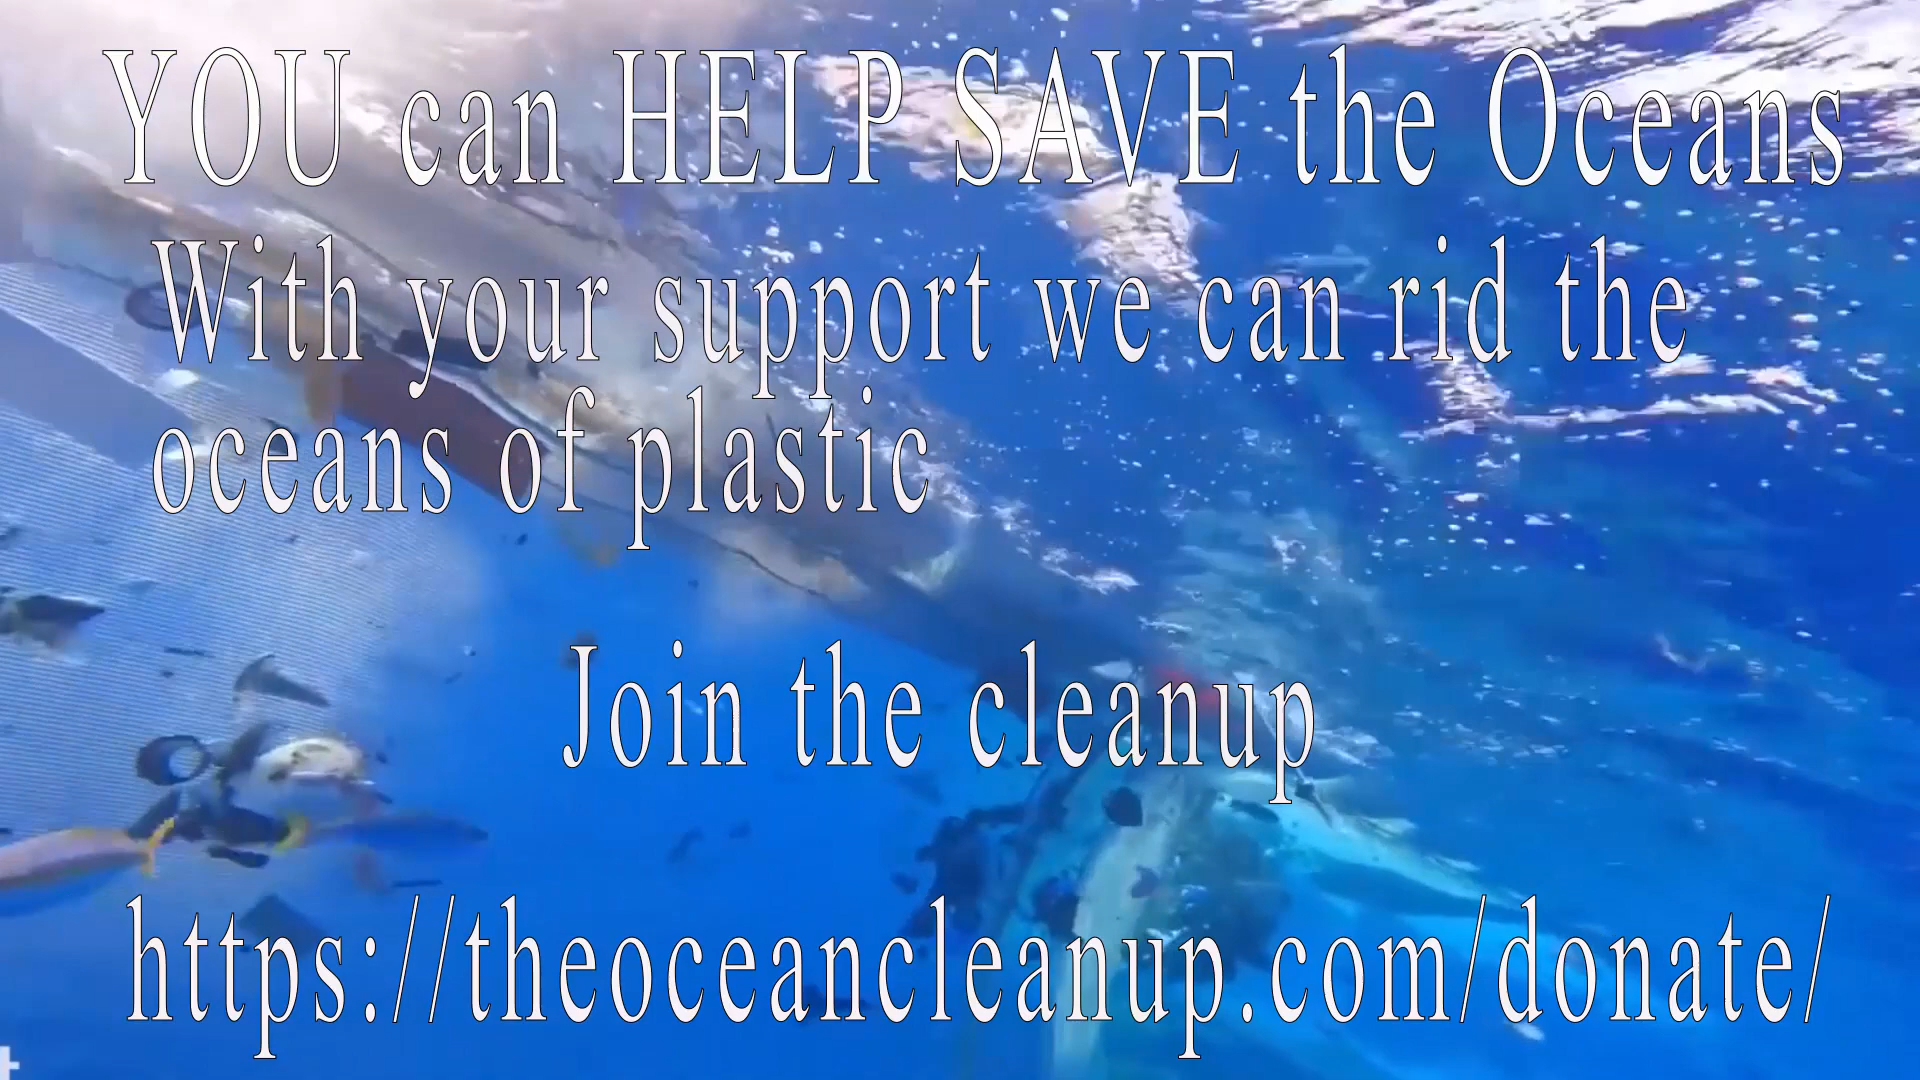 YOU can HELP SAVE the Oceans
With your support we can rid the
oceans of plastic
Join the cleanup
https://theoceancleanup.com/donate/